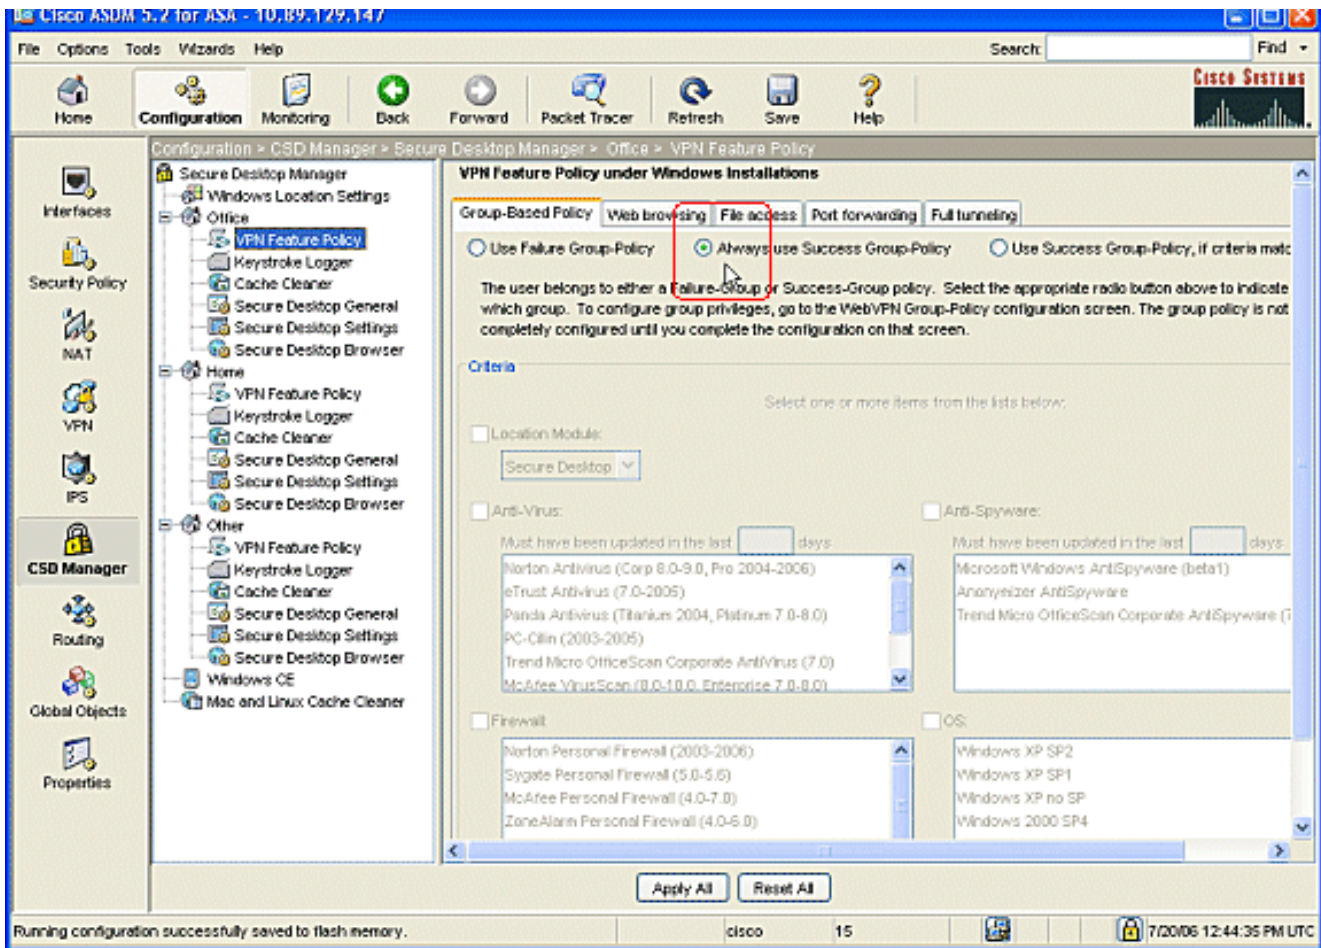 Cisco ASDM 5.2 for ASA - 10.89.129.147
File Options Tools Wizards Help Search: Find
Home Configuration Monitoring Back Forward Packet Tracer Refresh Save Help
CISCO SYSTEMS
Configuration > CSD Manager > Secure Desktop Manager > Office > VPN Feature Policy
Interfaces
Security Policy
NAT
VPN
IPS
CSD Manager
Routing
Global Objects
Properties
Secure Desktop Manager
Windows Location Settings
Office
VPN Feature Policy
Keystroke Logger
Cache Cleaner
Secure Desktop General
Secure Desktop Settings
Secure Desktop Browser
Home
VPN Feature Policy
Keystroke Logger
Cache Cleaner
Secure Desktop General
Secure Desktop Settings
Secure Desktop Browser
Other
VPN Feature Policy
Keystroke Logger
Cache Cleaner
Secure Desktop General
Secure Desktop Settings
Secure Desktop Browser
Windows CE
Mac and Linux Cache Cleaner
VPN Feature Policy under Windows Installations
Group-Based Policy Web browsing File access Port forwarding Full tunneling
Use Failure Group-Policy Always use Success Group-Policy Use Success Group-Policy, if criteria matc
The user belongs to either a Failure-Group or Success-Group policy. Select the appropriate radio button above to indicate
which group. To configure group privileges, go to the WebVPN Group-Policy configuration screen. The group policy is not
completely configured until you complete the configuration on that screen.
Criteria
Select one or more items from the lists below:
Location Module:
Secure Desktop
Anti-Virus:
Must have been updated in the last days
Norton Antivirus (Corp 8.0-9.0, Pro 2004-2006)
eTrust Antivirus (7.0-2005)
Panda Antivirus (Titanium 2004, Platinum 7.0-8.0)
PC-Cillin (2003-2005)
Trend Micro OfficeScan Corporate AntiVirus (7.0)
McAfee VirusScan (8.0-10.0, Enterprise 7.0-8.0)
Anti-Spyware:
Must have been updated in the last days
Microsoft Windows AntiSpyware (beta1)
Anonymizer AntiSpyware
Trend Micro OfficeScan Corporate AntiSpyware (7
Firewall:
Norton Personal Firewall (2003-2006)
Sygate Personal Firewall (5.0-5.6)
McAfee Personal Firewall (4.0-7.0)
ZoneAlarm Personal Firewall (4.0-6.0)
OS:
Windows XP SP2
Windows XP SP1
Windows XP no SP
Windows 2000 SP4
Apply All Reset All
Running configuration successfully saved to flash memory. cisco 15 7/20/06 12:44:35 PM UTC